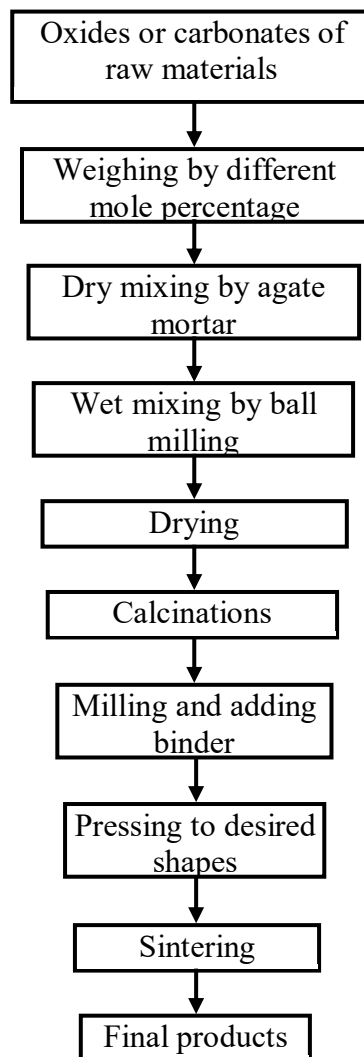 Oxides or carbonates of
raw materials
Weighing by different
mole percentage
Dry mixing by agate
mortar
Wet mixing by ball
milling
Drying
Calcinations
Milling and adding
binder
Pressing to desired
shapes
Sintering
Final products